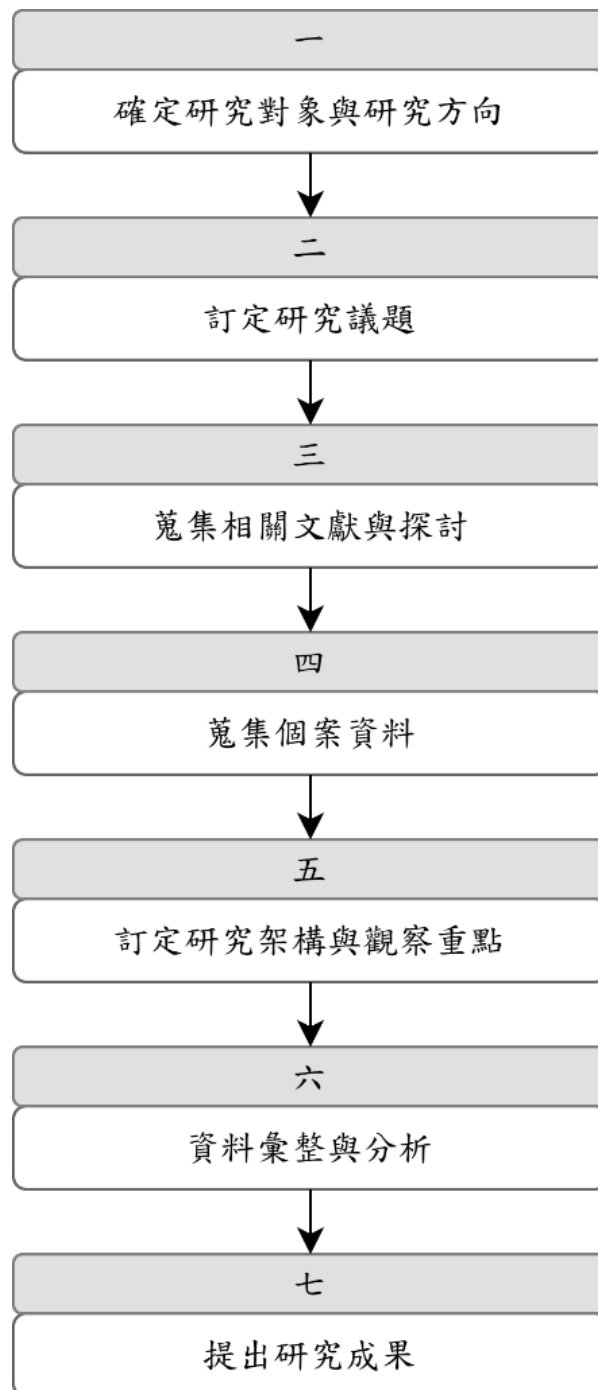 一
確定研究對象與研究方向
二
訂定研究議題
三
蒐集相關文獻與探討
四
蒐集個案資料
五
訂定研究架構與觀察重點
六
資料彙整與分析
七
提出研究成果